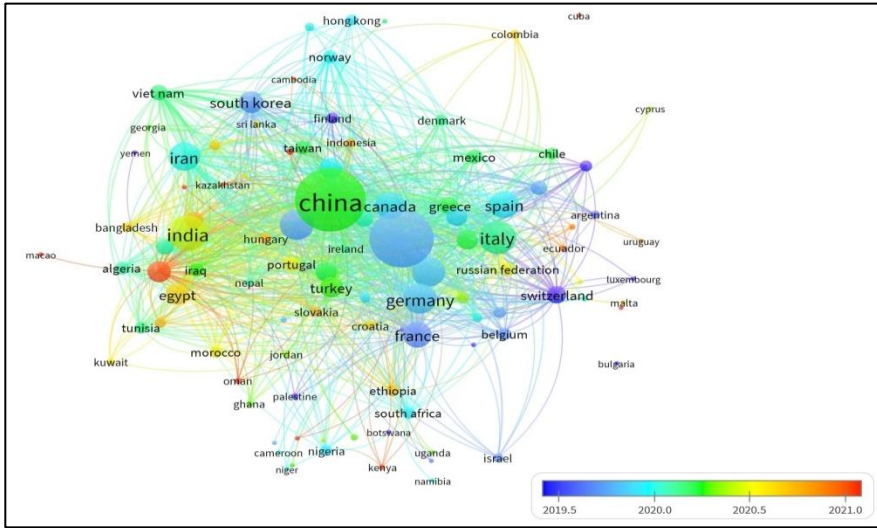 cuba
hong kong
colombia
norway
cambodia
viet nam
south korea
cyprus
sri lanka
finland
denmark
georgia
indonesia
taiwan
yemen
iran
mexico
chile
kazakhstan
china
canada
greece
spain
argentina
bangladesh
india
hungary
ireland
italy
ecuador
uruguay
macao
algeria
iraq
portugal
russian federation
nepal
turkey
luxembourg
egypt
germany
switzerland
malta
slovakia
tunisia
croatia
france
belgium
kuwait
morocco
jordan
bulgaria
oman
ethiopia
ghana
palestine
south africa
botswana
cameroon
nigeria
uganda
israel
niger
kenya
namibia
2019.5 2020.0 2020.5 2021.0